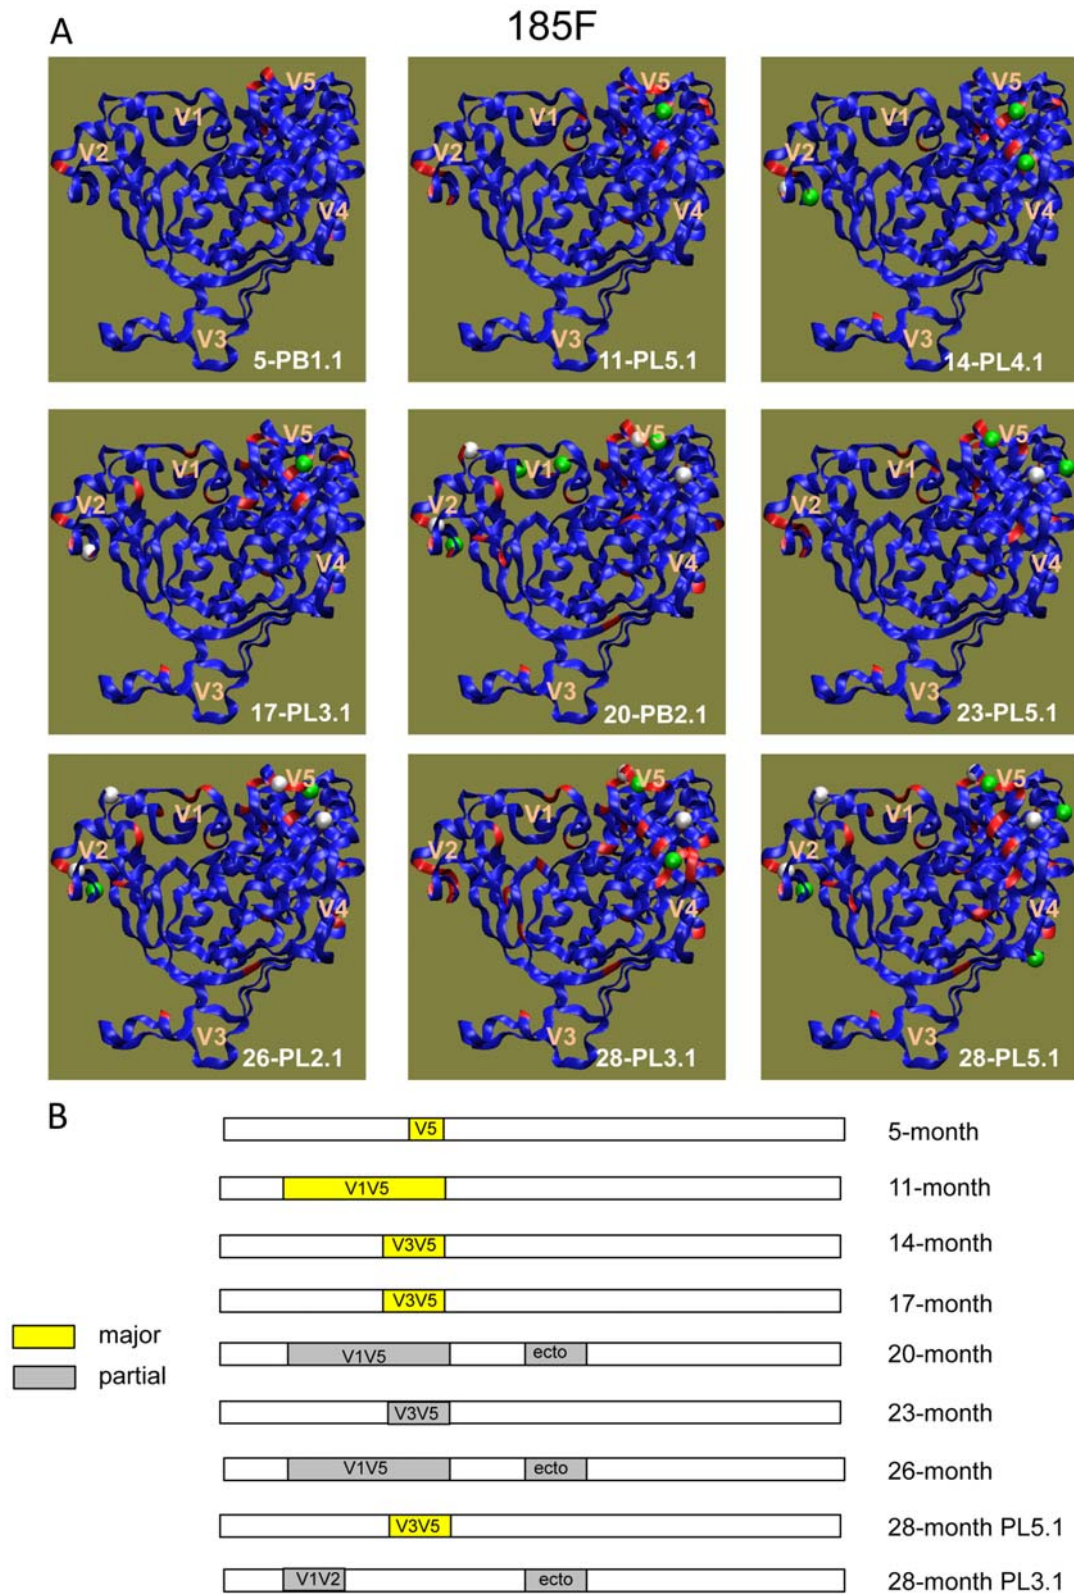 A
185F
V1
V2
V5
V4
V3
5-PB1.1
V1
V2
V5
V4
V3
11-PL5.1
V1
V2
V5
V4
V3
14-PL4.1
V1
V2
V5
V4
V3
17-PL3.1
V1
V2
V5
V4
V3
20-PB2.1
V1
V2
V5
V4
V3
23-PL5.1
V1
V2
V5
V4
V3
26-PL2.1
V1
V2
V5
V4
V3
28-PL3.1
V1
V2
V5
V4
V3
28-PL5.1
B
V5 5-month
V1V5 11-month
V3V5 14-month
V3V5 17-month
major
partial
V1V5 ecto 20-month
V3V5 23-month
V1V5 ecto 26-month
V3V5 28-month PL5.1
V1V2 ecto 28-month PL3.1